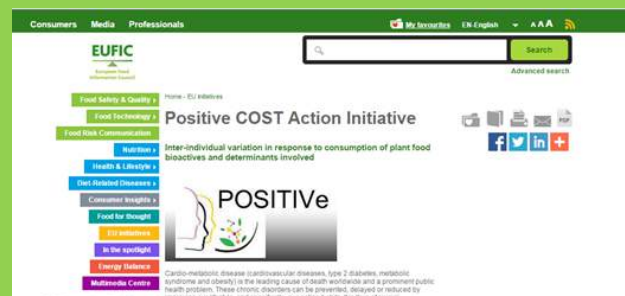 Consumers Media Professionals
My favourites EN-English AAA
EUFIC
European Food
Information Council
Search
Advanced search
Home - EU initiatives
Food Safety & Quality
Food Technology
Food Risk Communication
Nutrition
Health & Lifestyle
Diet-Related Diseases
Consumer Insights
Food for thought
EU initiatives
In the spotlight
Energy Balance
Multimedia Centre
Positive COST Action Initiative
PDF
Inter-individual variation in response to consumption of plant food
bioactives and determinants involved
POSITIVe
Cardio-metabolic disease (cardiovascular diseases, type 2 diabetes, metabolic
syndrome and obesity) is the leading cause of death worldwide and a prominent public
health problem. These chronic disorders can be prevented, delayed or reduced by